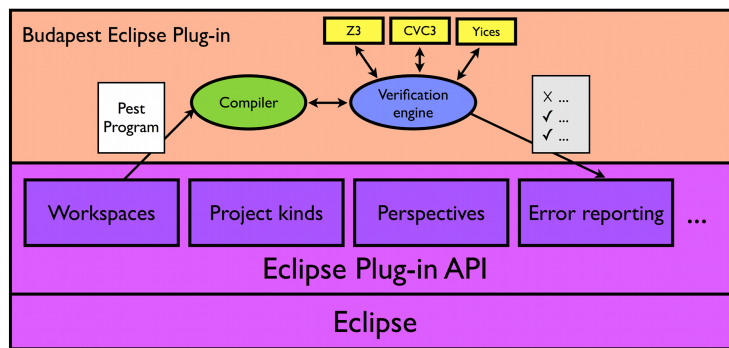 Budapest Eclipse Plug-in
Z3
CVC3
Yices
Pest
Program
Compiler
Verification
engine
X ...
✓ ...
✓ ...
Workspaces
Project kinds
Perspectives
Error reporting
...
Eclipse Plug-in API
Eclipse